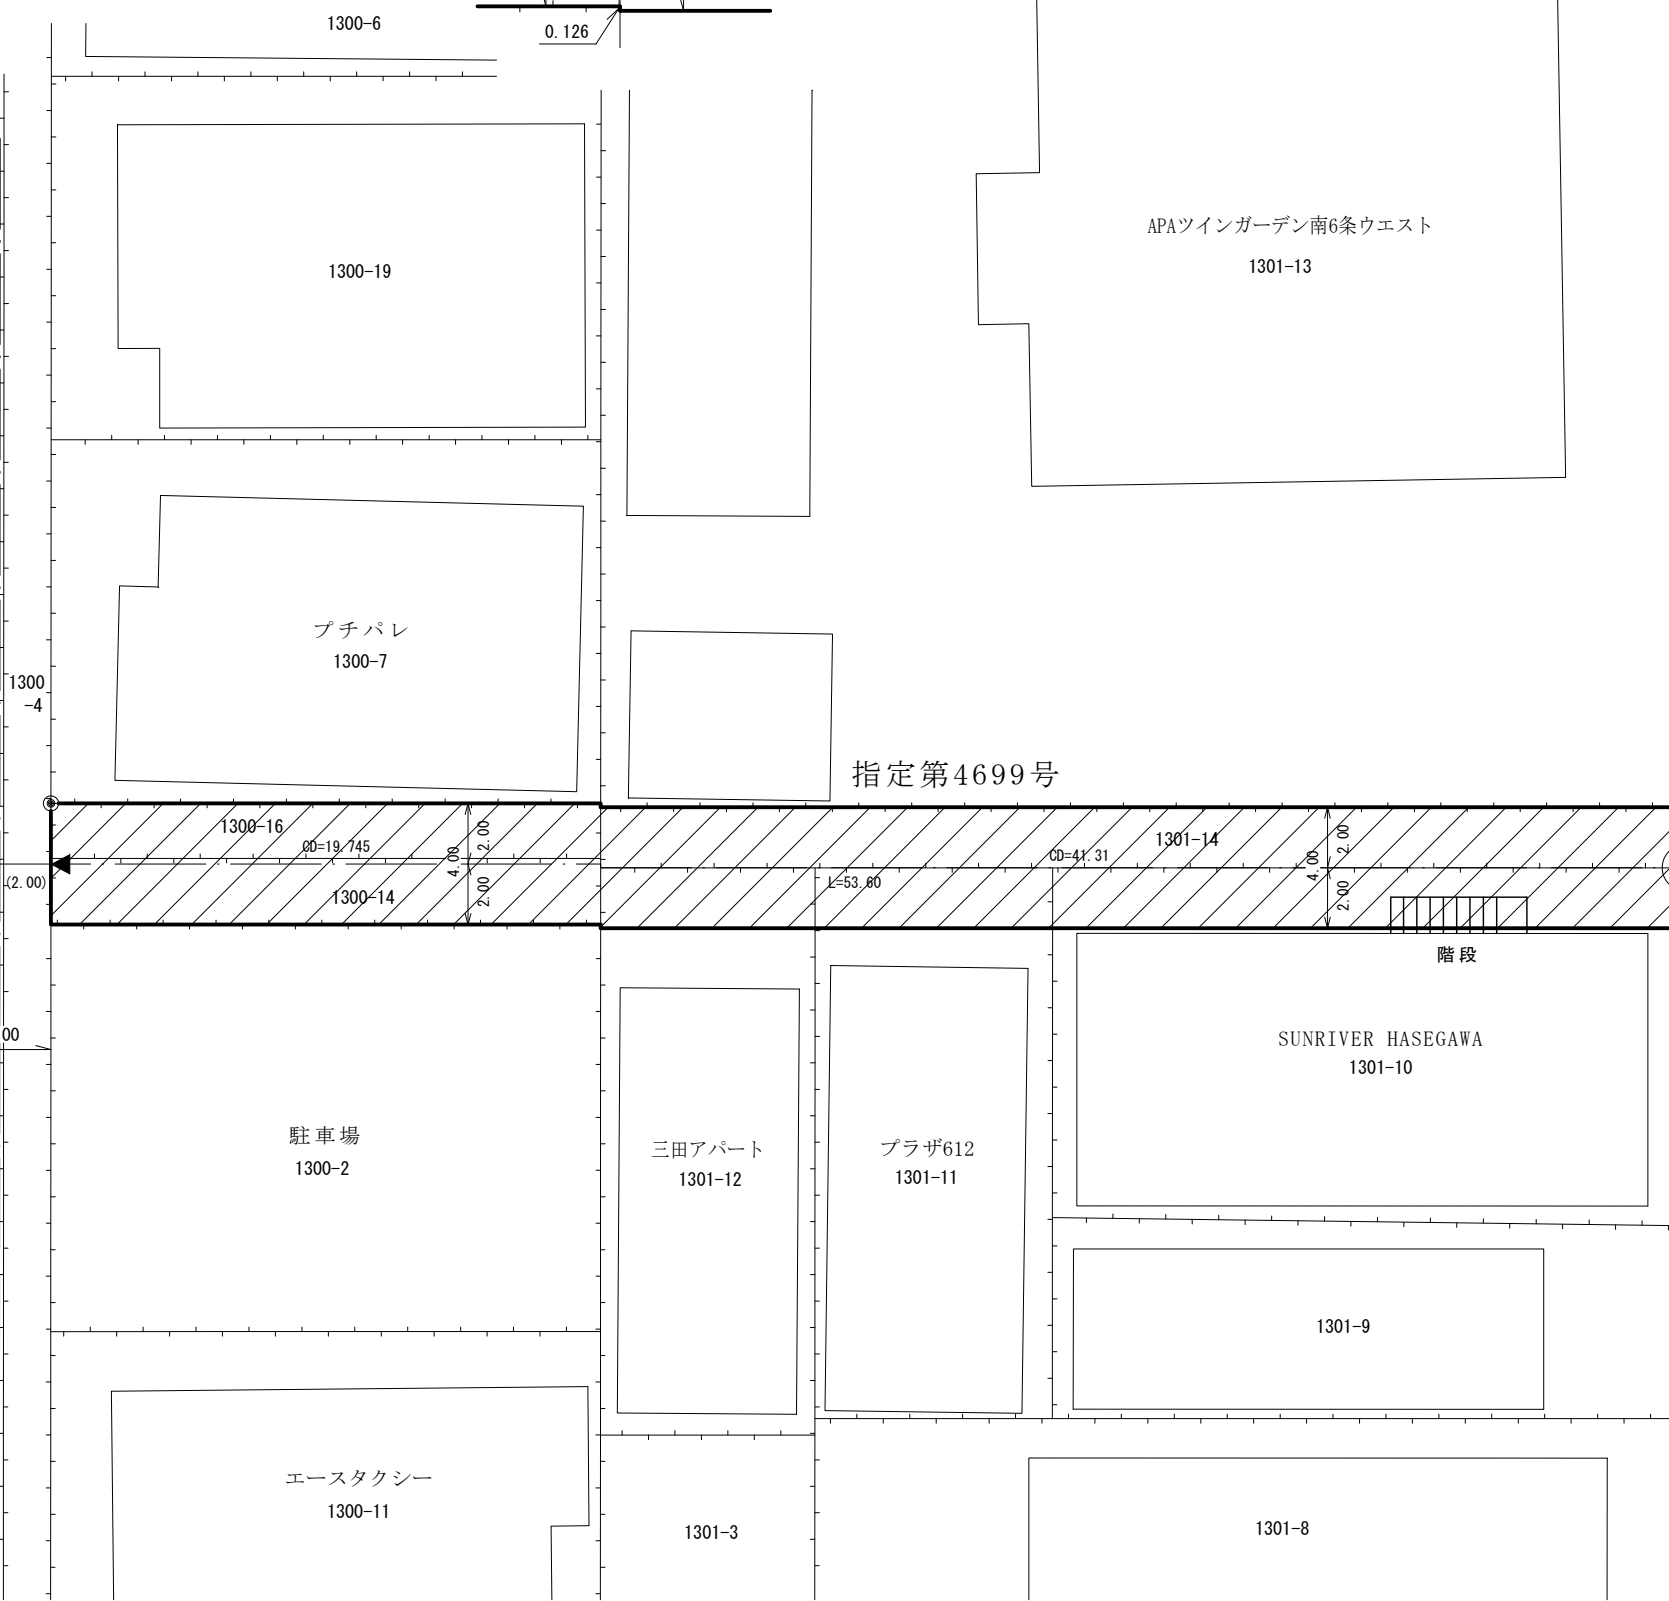 1300-6
0.126
1300-19
APAツインガーデン南6条ウエスト
1301-13
プチパレ
1300-7
1300
-4
指定第4699号
1300-16
CD=19.745
4.00
2.00
2.00
1300-14
(2.00)
1301-14
CD=41.31
L=53.60
4.00
2.00
2.00
階段
00
SUNRIVER HASEGAWA
1301-10
駐車場
1300-2
三田アパート
1301-12
プラザ612
1301-11
1301-9
エースタクシー
1300-11
1301-3
1301-8